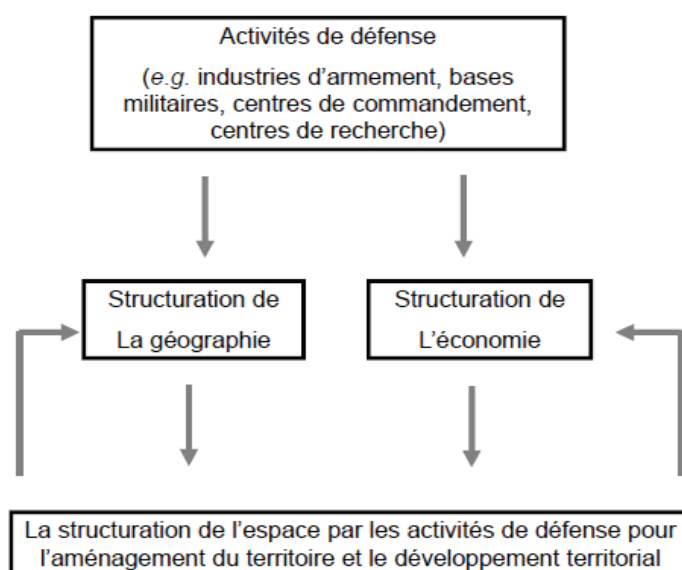 Activités de défense
(e.g. industries d'armement, bases
militaires, centres de commandement,
centres de recherche)
Structuration de
La géographie
Structuration de
L'économie
La structuration de l'espace par les activités de défense pour
l'aménagement du territoire et le développement territorial